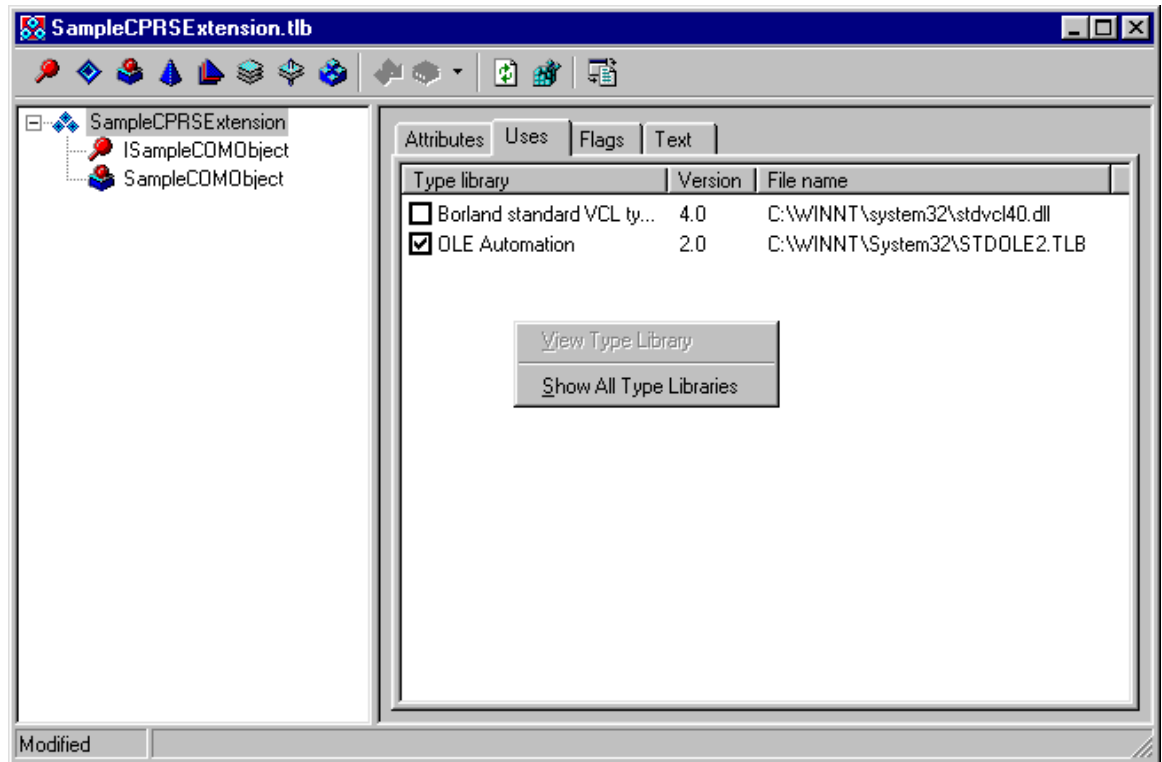 SampleCPRSExtension.tlb
SampleCPRSExtension
ISampleCOMObject
SampleCOMObject
Attributes Uses Flags Text
Type library Version File name
Borland standard VCL ty... 4.0 C:\WINNT\system32\stdvcl40.dll
OLE Automation 2.0 C:\WINNT\System32\STDOLE2.TLB
View Type Library
Show All Type Libraries
Modified